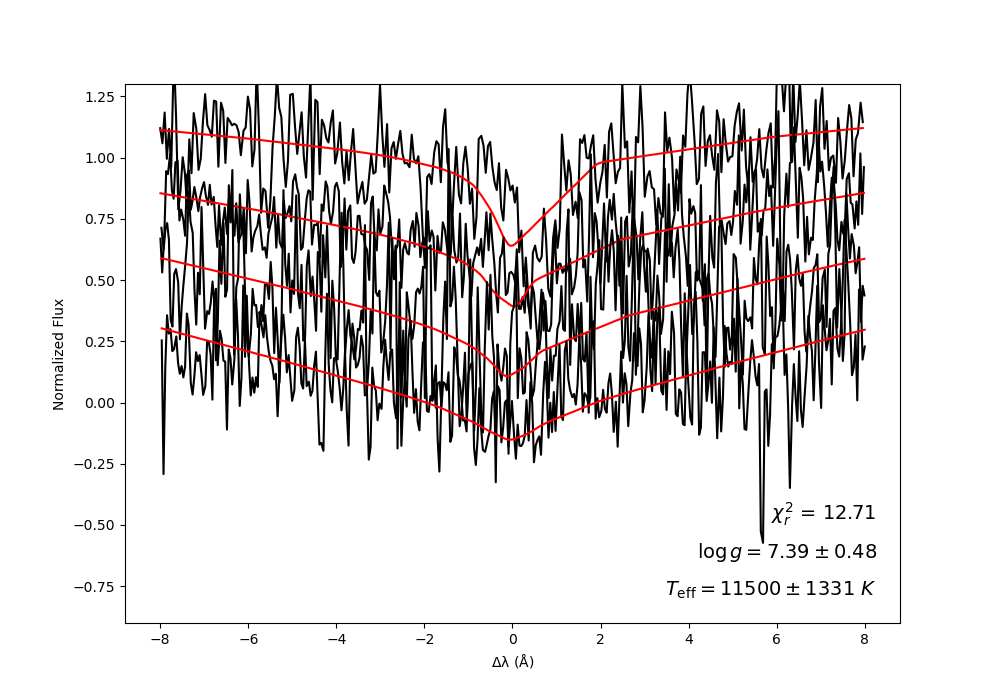 Normalized Flux
1.25
1.00
0.75
0.50
0.25
0.00
−0.25
−0.50
−0.75
χ²ᵣ = 12.71
log g = 7.39 ± 0.48
T_eff = 11500 ± 1331 K
−8 −6 −4 −2 0 2 4 6 8
Δλ (Å)